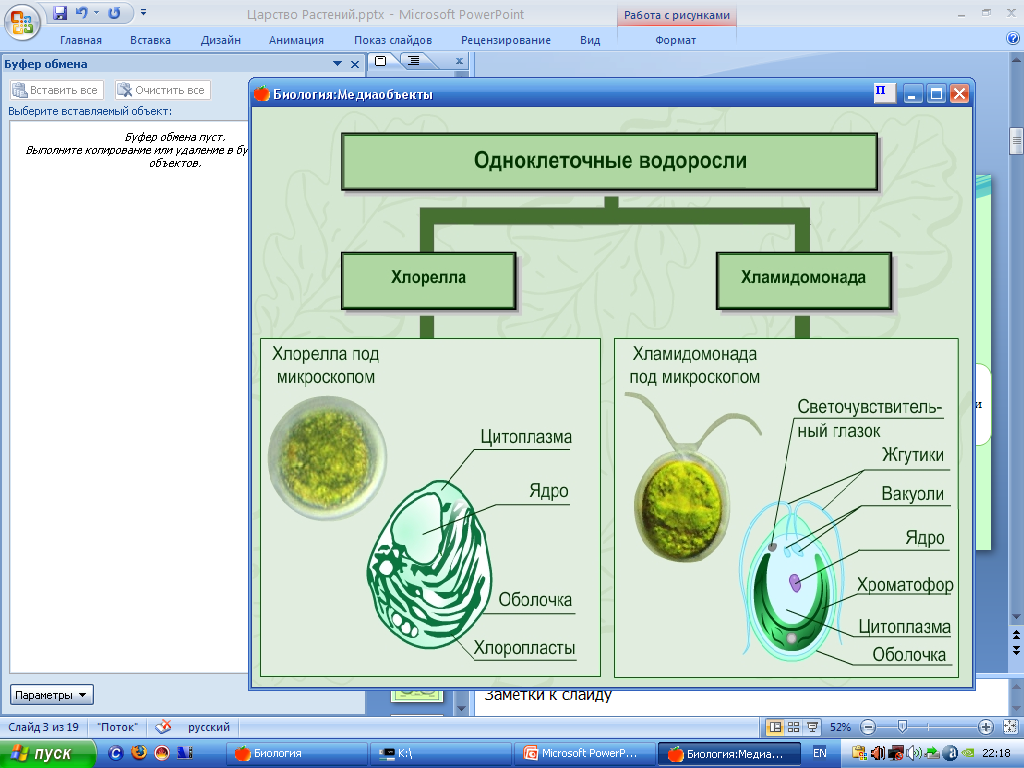 Царство Растений.pptx - Microsoft PowerPoint
Работа с рисунками
Главная
Вставка
Дизайн
Анимация
Показ слайдов
Рецензирование
Вид
Формат
Буфер обмена
Вставить все
Очистить все
Выберите вставляемый объект:
Буфер обмена пуст.
Выполните копирование или удаление в бу
объектов.
Биология:Медиаобъекты
П
Одноклеточные водоросли
Хлорелла
Хламидомонада
Хлорелла под
микроскопом
Цитоплазма
Ядро
Оболочка
Хлоропласты
Хламидомонада
под микроскопом
Светочувствитель-
ный глазок
Жгутики
Вакуоли
Ядро
Хроматофор
Цитоплазма
Оболочка
и
Параметры
Заметки к слайду
Слайд 3 из 19
"Поток"
русский
52%
пуск
Биология
K:\
Microsoft PowerP...
Биология:Медиа...
EN
22:18